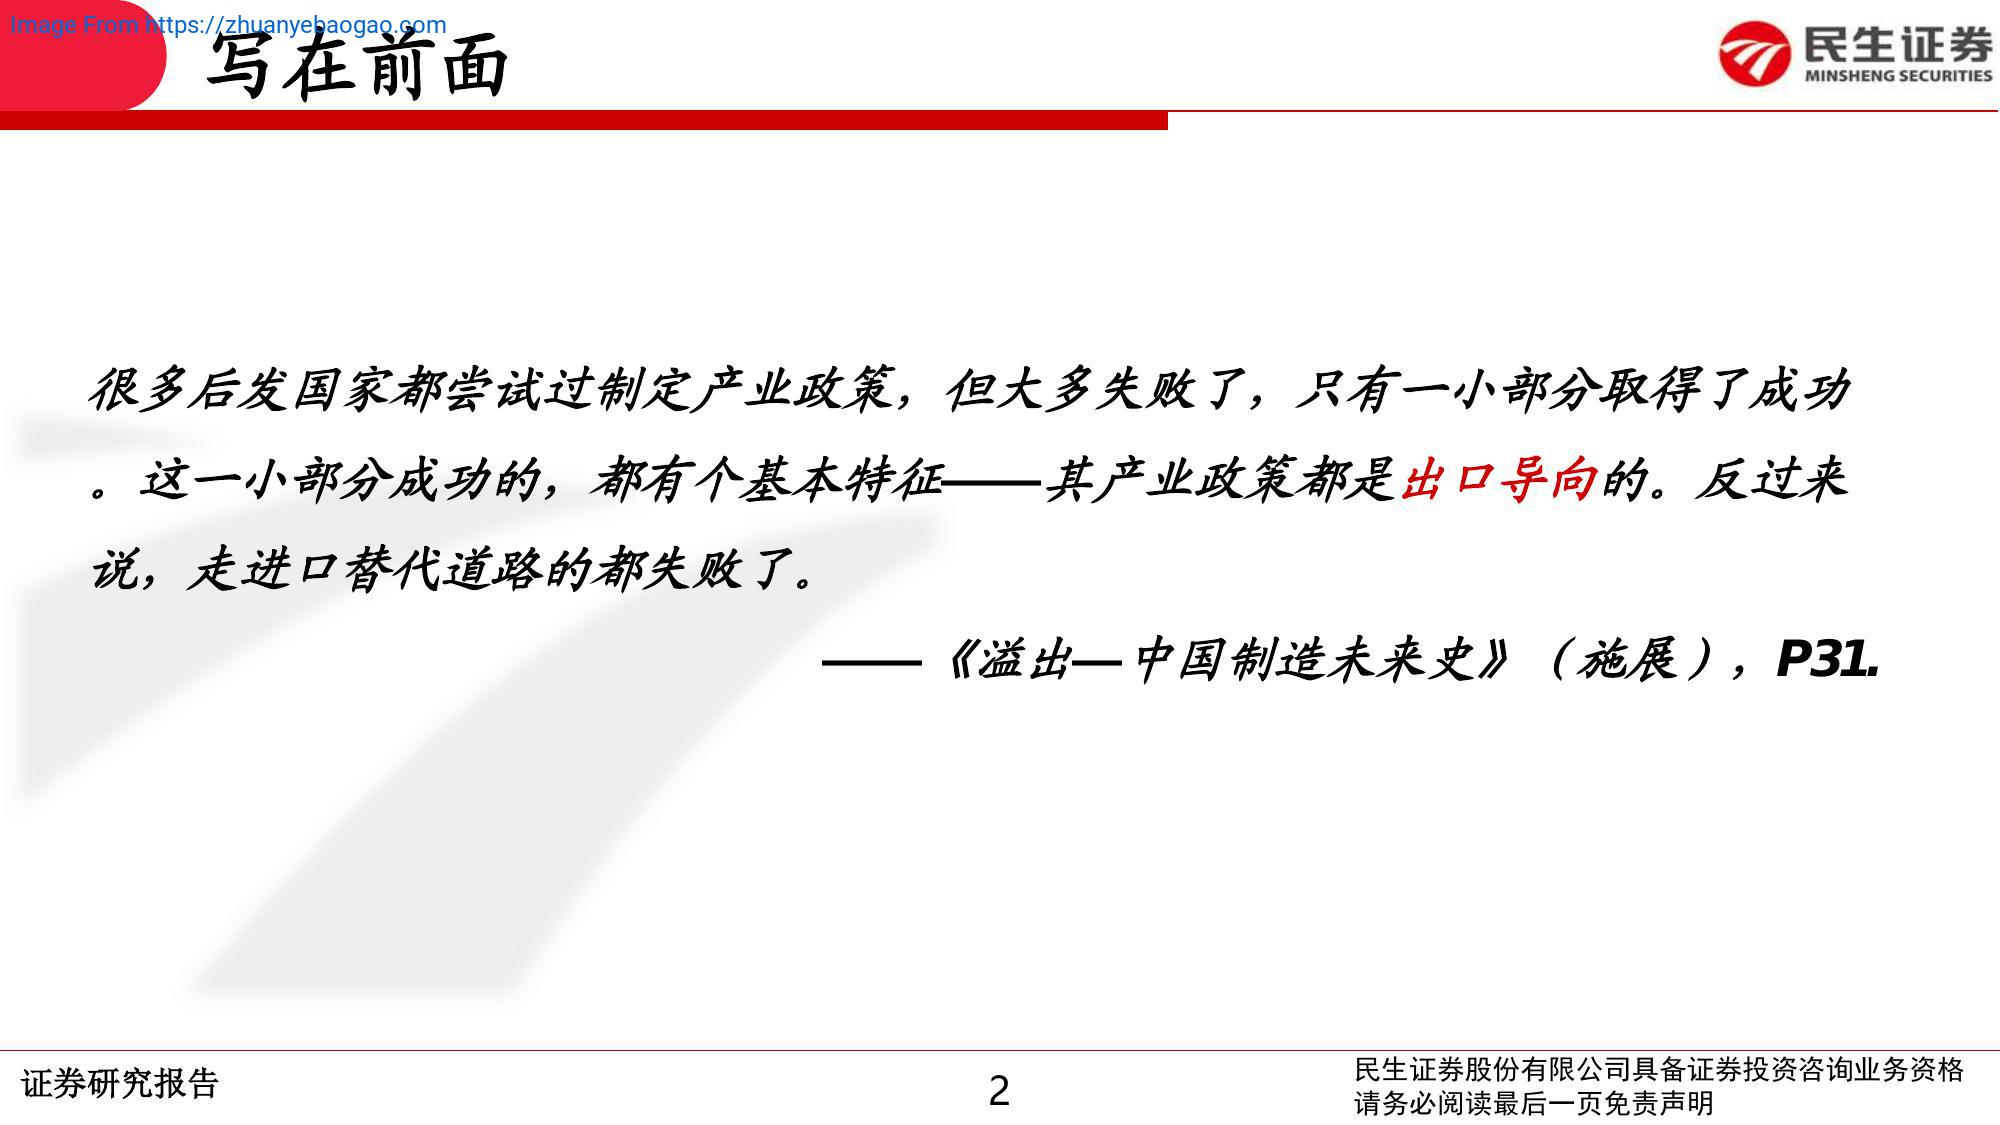 Image From https://zhuanyebaogao.com
写在前面
民生证券
MINSHENG SECURITIES
很多后发国家都尝试过制定产业政策，但大多失败了，只有一小部分取得了成功
。这一小部分成功的，都有个基本特征——其产业政策都是出口导向的。反过来
说，走进口替代道路的都失败了。
——《溢出—中国制造未来史》（施展），P31.
证券研究报告
2
民生证券股份有限公司具备证券投资咨询业务资格
请务必阅读最后一页免责声明